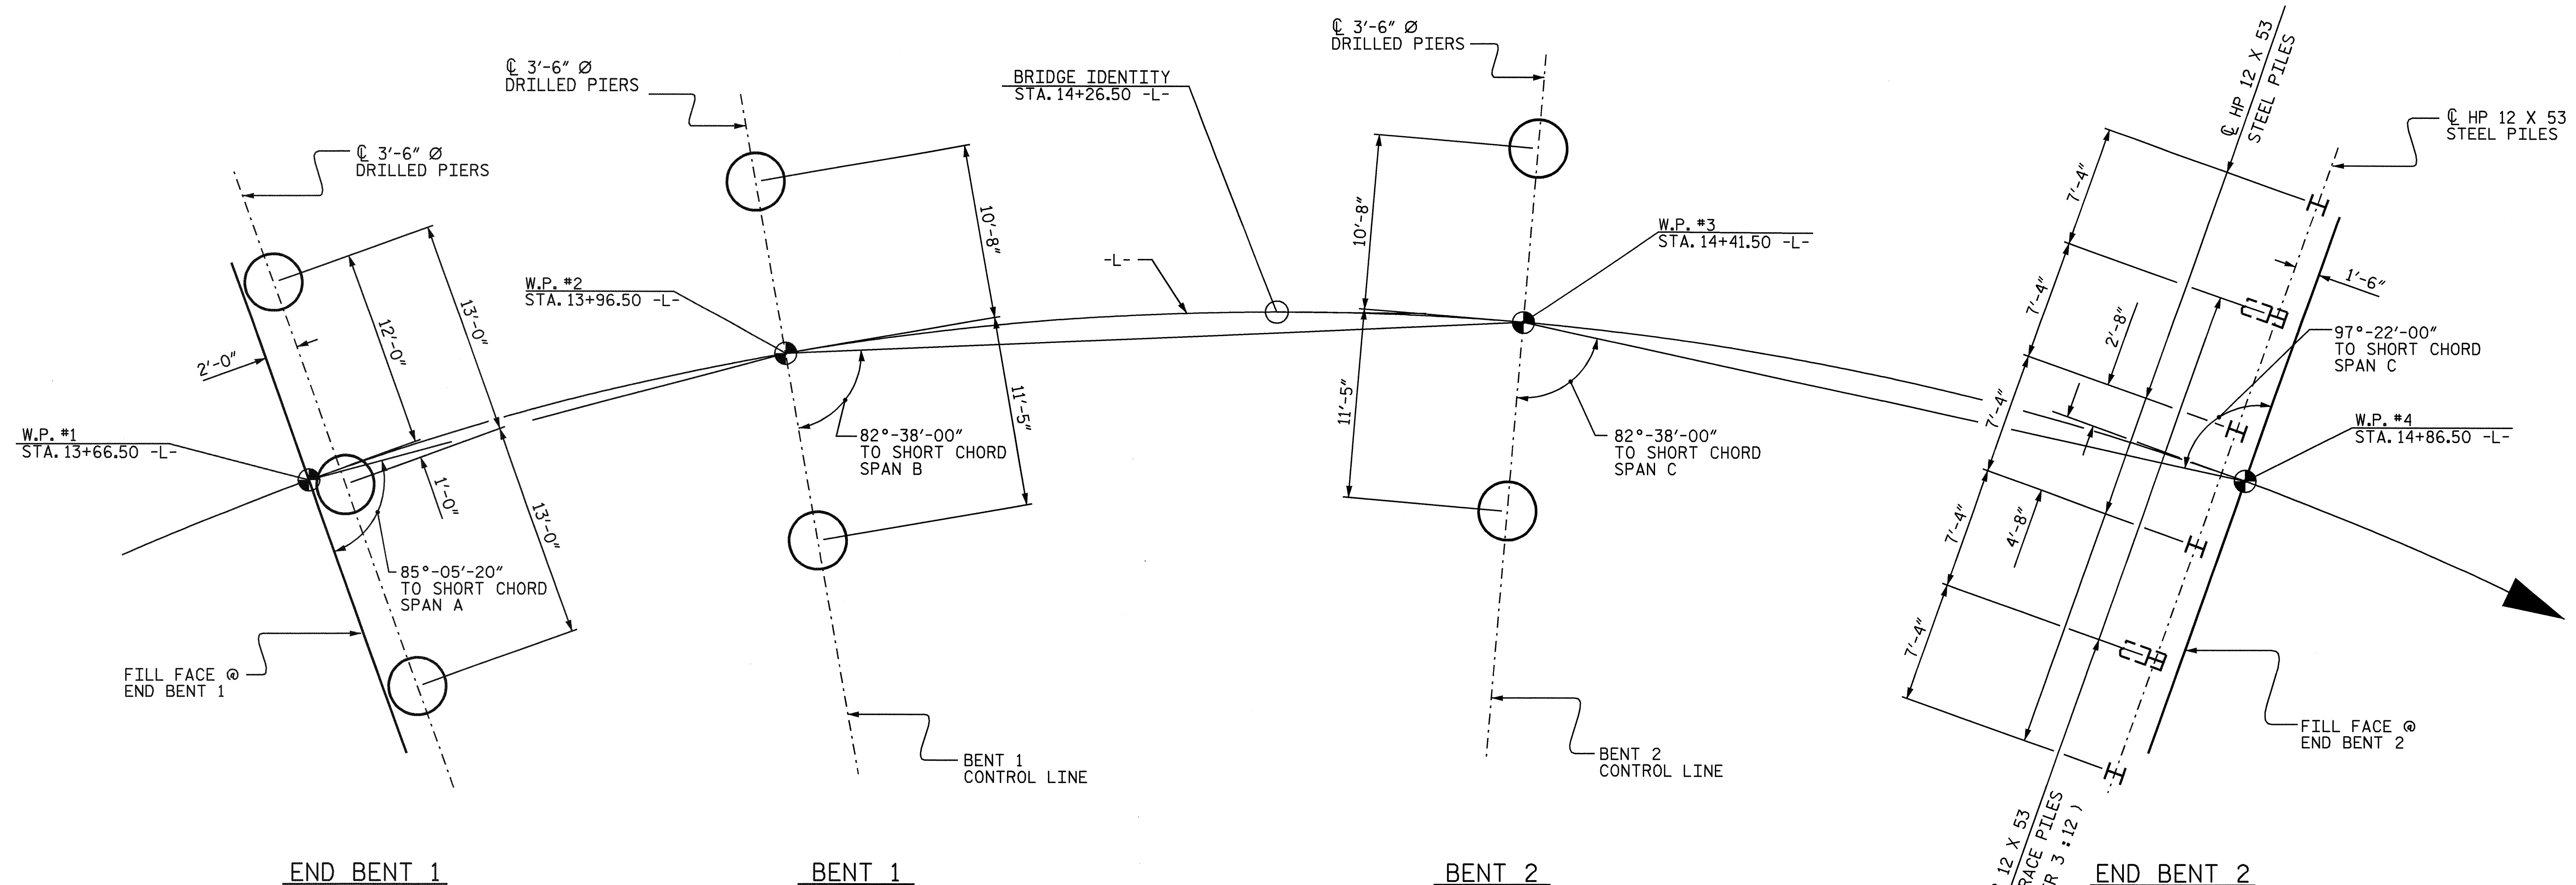 ℄ 3'-6" Ø
DRILLED PIERS
℄ 3'-6" Ø
DRILLED PIERS
BRIDGE IDENTITY
STA. 14+26.50 -L-
℄ 3'-6" Ø
DRILLED PIERS
℄ HP 12 X 53
STEEL PILES
℄ HP 12 X 53
STEEL PILES
W.P. #1
STA. 13+66.50 -L-
2'-0"
12'-0"
13'-0"
1'-0"
13'-0"
85°-05'-20"
TO SHORT CHORD
SPAN A
FILL FACE @
END BENT 1
W.P. #2
STA. 13+96.50 -L-
10'-8"
11'-5"
82°-38'-00"
TO SHORT CHORD
SPAN B
BENT 1
CONTROL LINE
-L-
10'-8"
11'-5"
W.P. #3
STA. 14+41.50 -L-
82°-38'-00"
TO SHORT CHORD
SPAN C
BENT 2
CONTROL LINE
7'-4"
7'-4"
7'-4"
7'-4"
7'-4"
2'-8"
4'-8"
1'-6"
97°-22'-00"
TO SHORT CHORD
SPAN C
W.P. #4
STA. 14+86.50 -L-
FILL FACE @
END BENT 2
12 X 53
PILES
3 : 12 )
END BENT 1
BENT 1
BENT 2
END BENT 2